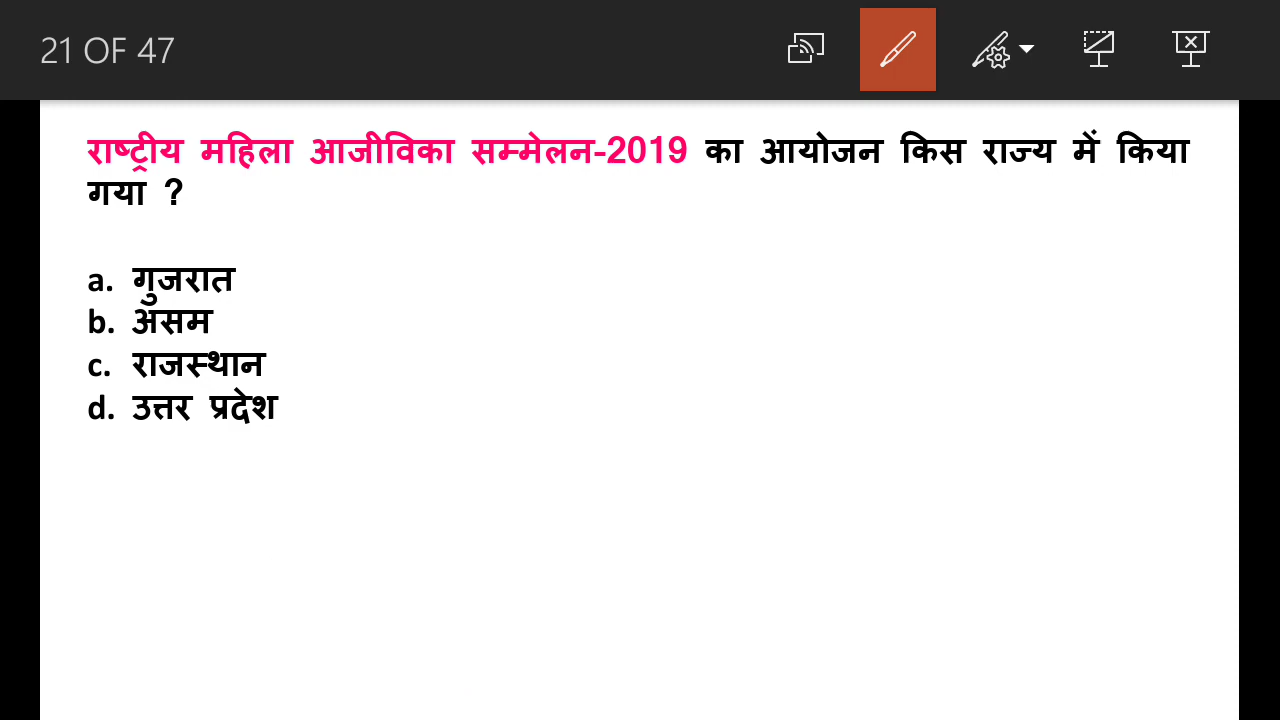 21 OF 47
राष्ट्रीय महिला आजीविका सम्मेलन-2019 का आयोजन किस राज्य में किया
गया ?
a. गुजरात
b. असम
c. राजस्थान
d. उत्तर प्रदेश